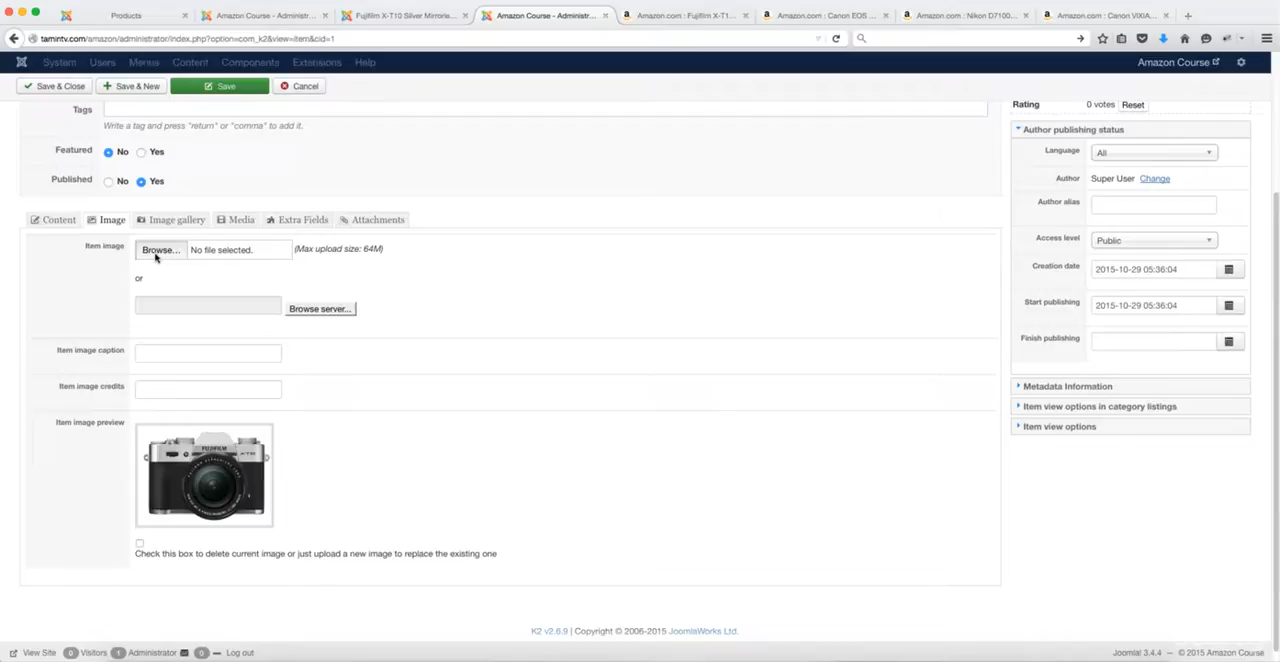 Products
Amazon Course - Administr...
Fujifilm X-T10 Silver Mirrorle...
Amazon Course - Administr...
Amazon.com : Fujifilm X-T1...
Amazon.com : Canon EOS ...
Amazon.com : Nikon D7100...
Amazon.com : Canon VIXIA...
tamintv.com/amazon/administrator/index.php?option=com_k2&view=item&cid=1
System Users Menus Content Components Extensions Help
Amazon Course
Save & Close Save & New Save Cancel
Tags
Write a tag and press "return" or "comma" to add it.
Featured No Yes
Published No Yes
Content Image Image gallery Media Extra Fields Attachments
Item image Browse... No file selected. (Max upload size: 64M)
or
Browse server...
Item image caption
Item image credits
Item image preview
FUJIFILM
Check this box to delete current image or just upload a new image to replace the existing one
Rating 0 votes Reset
Author publishing status
Language All
Author Super User Change
Author alias
Access level Public
Creation date 2015-10-29 05:36:04
Start publishing 2015-10-29 05:36:04
Finish publishing
Metadata Information
Item view options in category listings
Item view options
K2 v2.6.9 | Copyright © 2006-2015 JoomlaWorks Ltd.
View Site 0 Visitors 1 Administrator 0 Log out
Joomla! 3.4.4 — © 2015 Amazon Course